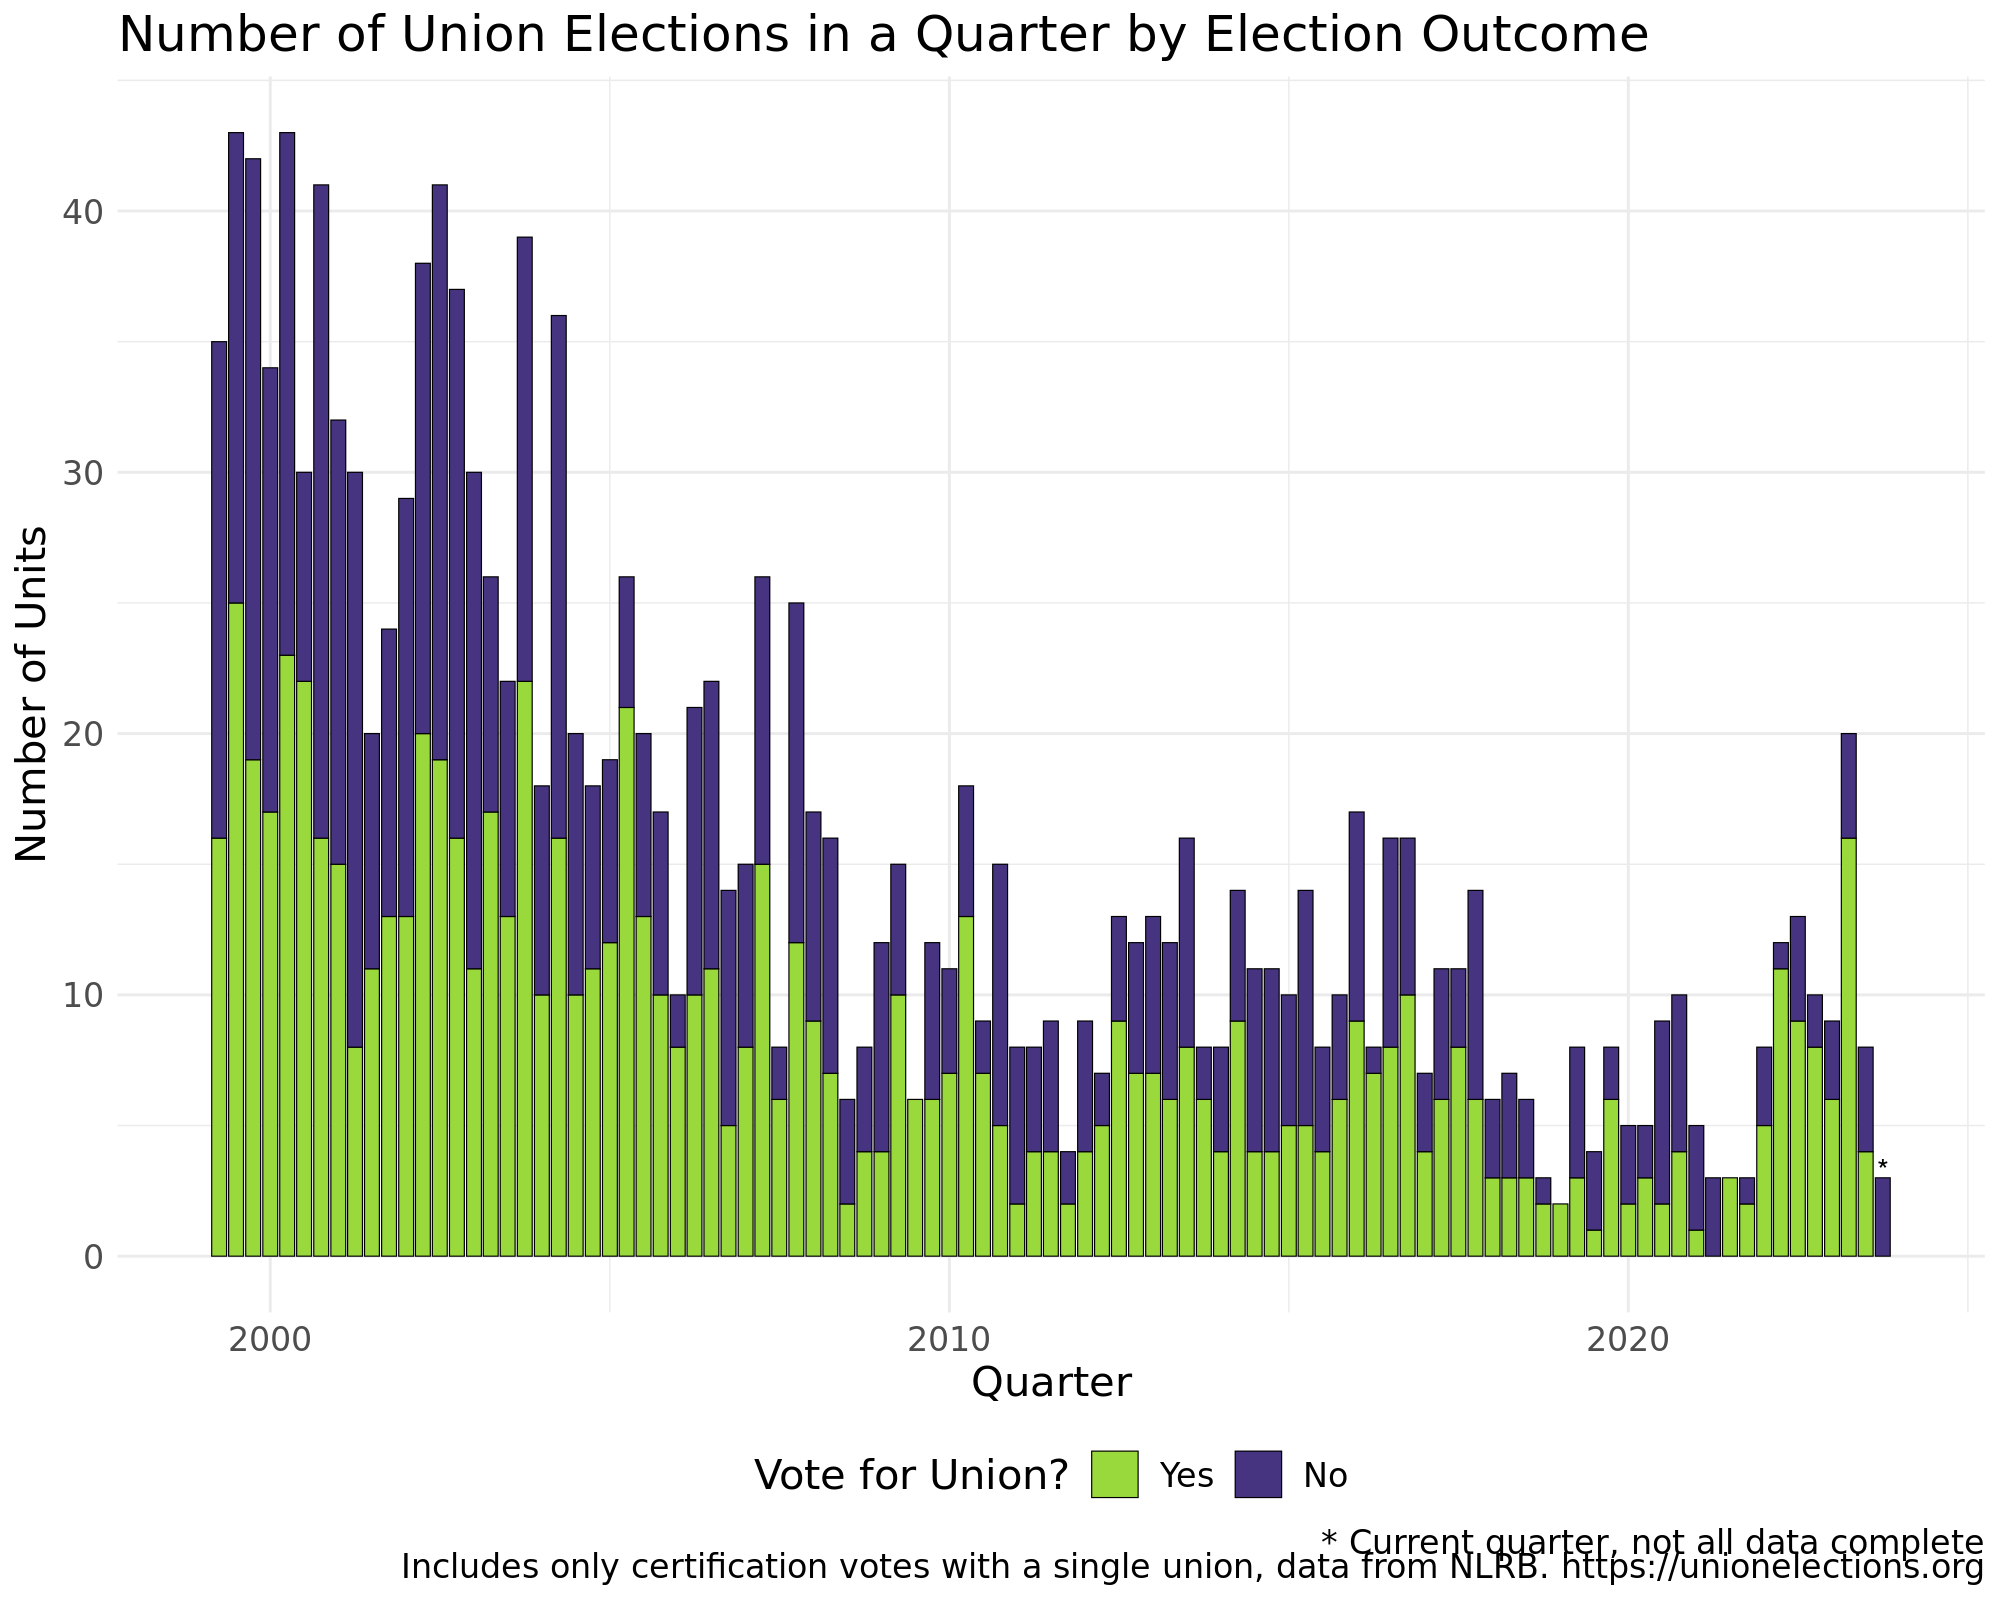 Number of Union Elections in a Quarter by Election Outcome
Number of Units
40
30
20
10
0
*
2000
2010
2020
Quarter
Vote for Union?
Yes
No
* Current quarter, not all data complete
Includes only certification votes with a single union, data from NLRB. https://unionelections.org